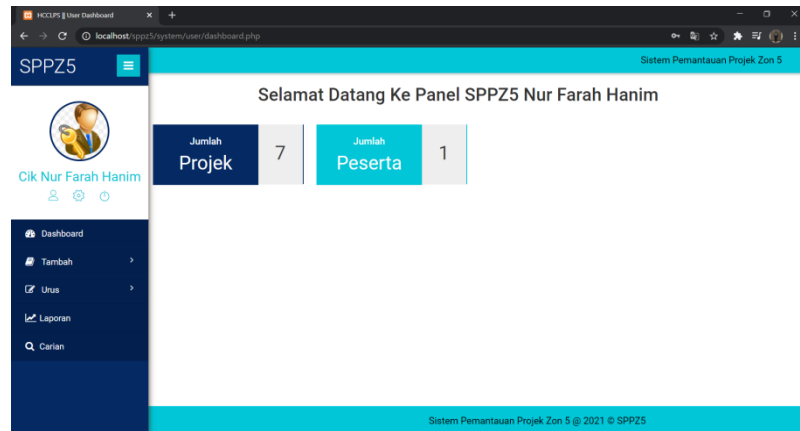 HCCLPS || User Dashboard
localhost/sppz5/system/user/dashboard.php
SPPZ5
Sistem Pemantauan Projek Zon 5
Selamat Datang Ke Panel SPPZ5 Nur Farah Hanim
Jumlah
Projek
7
Jumlah
Peserta
1
Cik Nur Farah Hanim
Dashboard
Tambah
Urus
Laporan
Carian
Sistem Pemantauan Projek Zon 5 @ 2021 © SPPZ5